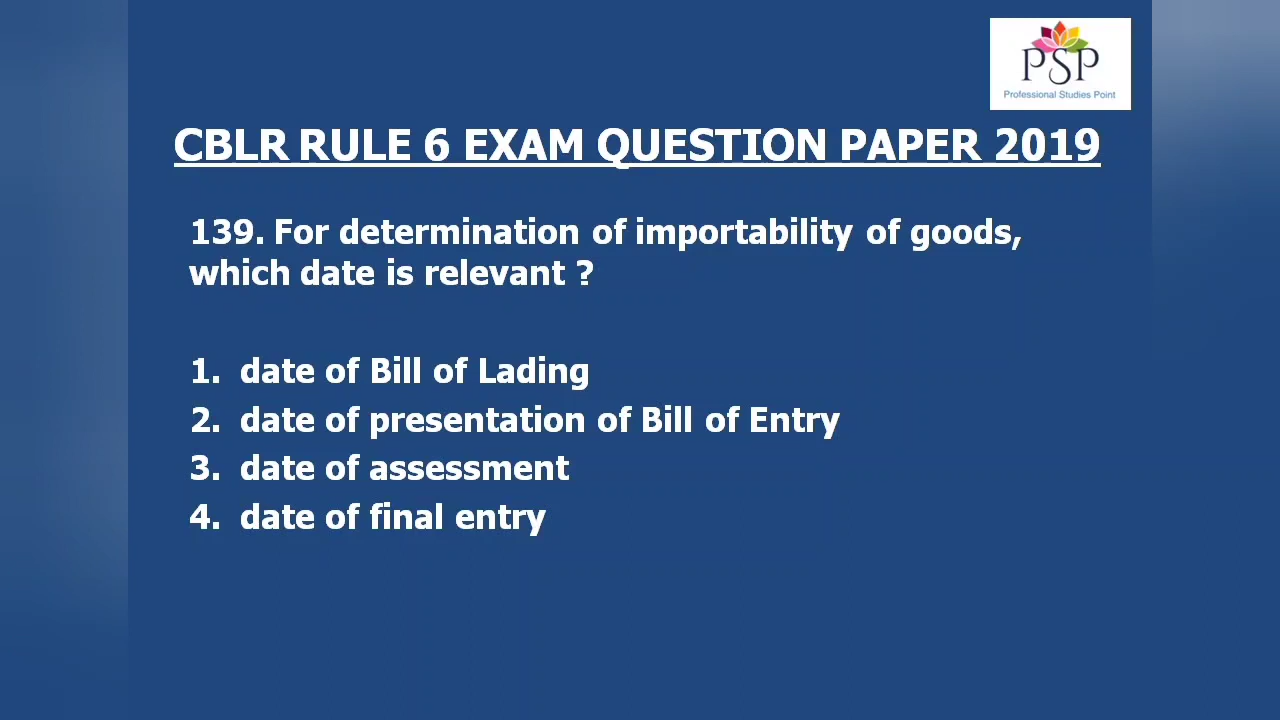 PSP
Professional Studies Point
CBLR RULE 6 EXAM QUESTION PAPER 2019
139. For determination of importability of goods,
which date is relevant ?
1. date of Bill of Lading
2. date of presentation of Bill of Entry
3. date of assessment
4. date of final entry